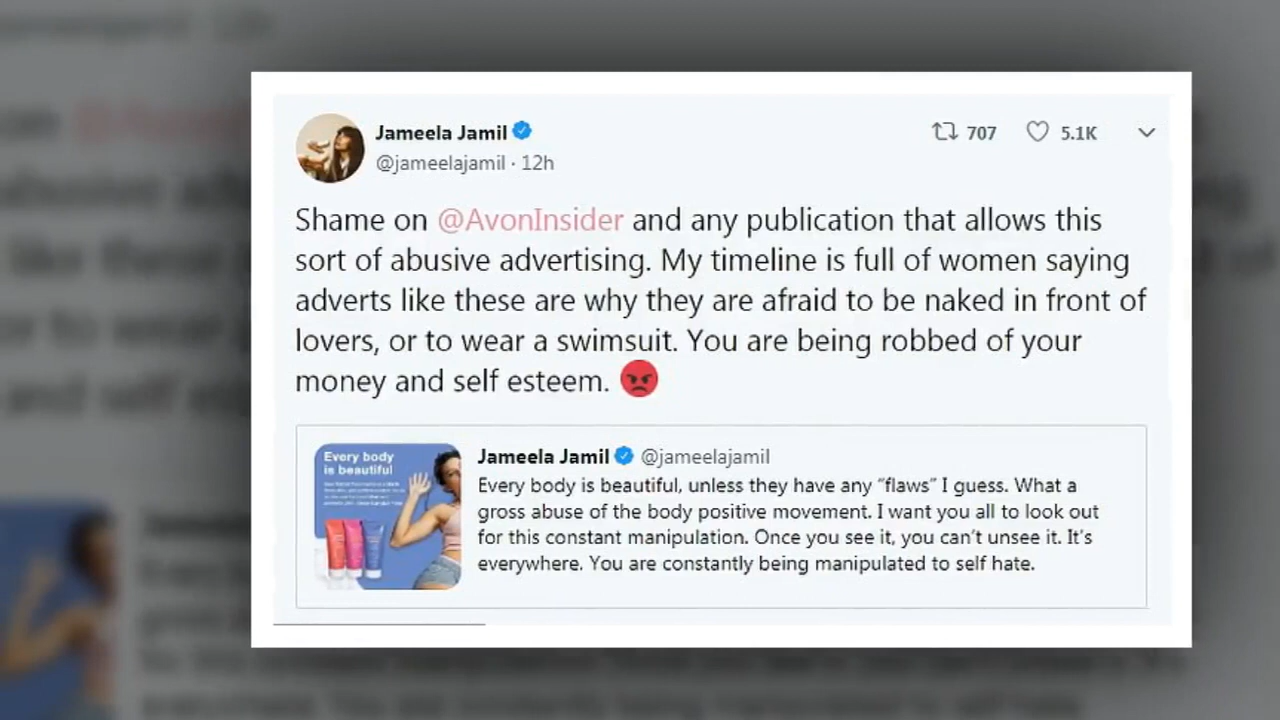 Jameela Jamil
707
5.1K
@jameelajamil · 12h
Shame on @AvonInsider and any publication that allows this
sort of abusive advertising. My timeline is full of women saying
adverts like these are why they are afraid to be naked in front of
lovers, or to wear a swimsuit. You are being robbed of your
money and self esteem. 😡
Every body
is beautiful
Jameela Jamil @jameelajamil
Every body is beautiful, unless they have any “flaws” I guess. What a
gross abuse of the body positive movement. I want you all to look out
for this constant manipulation. Once you see it, you can’t unsee it. It’s
everywhere. You are constantly being manipulated to self hate.